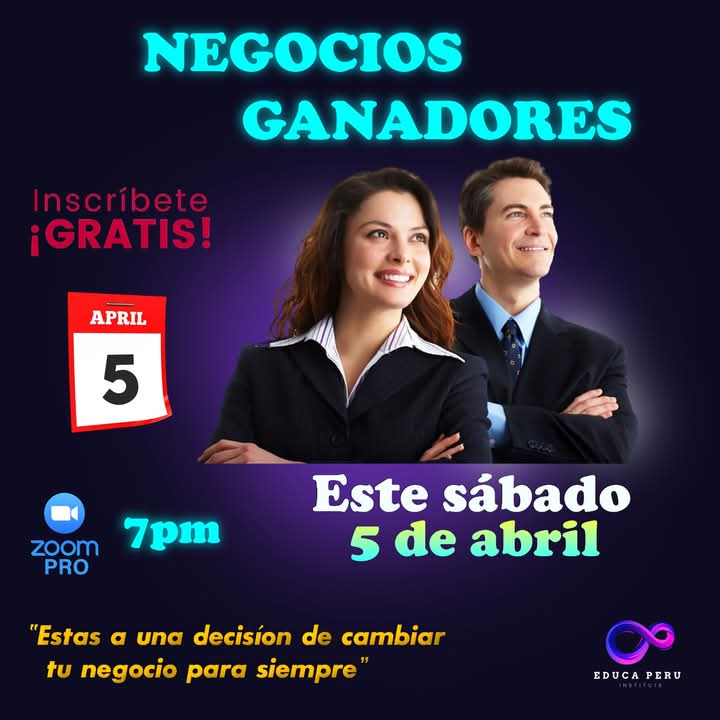 NEGOCIOS
GANADORES
Inscríbete
¡GRATIS!
APRIL
5
Este sábado
5 de abril
zoom
PRO
7pm
"Estas a una decisíon de cambiar
tu negocio para siempre”
EDUCA PERU
INSTITUTE